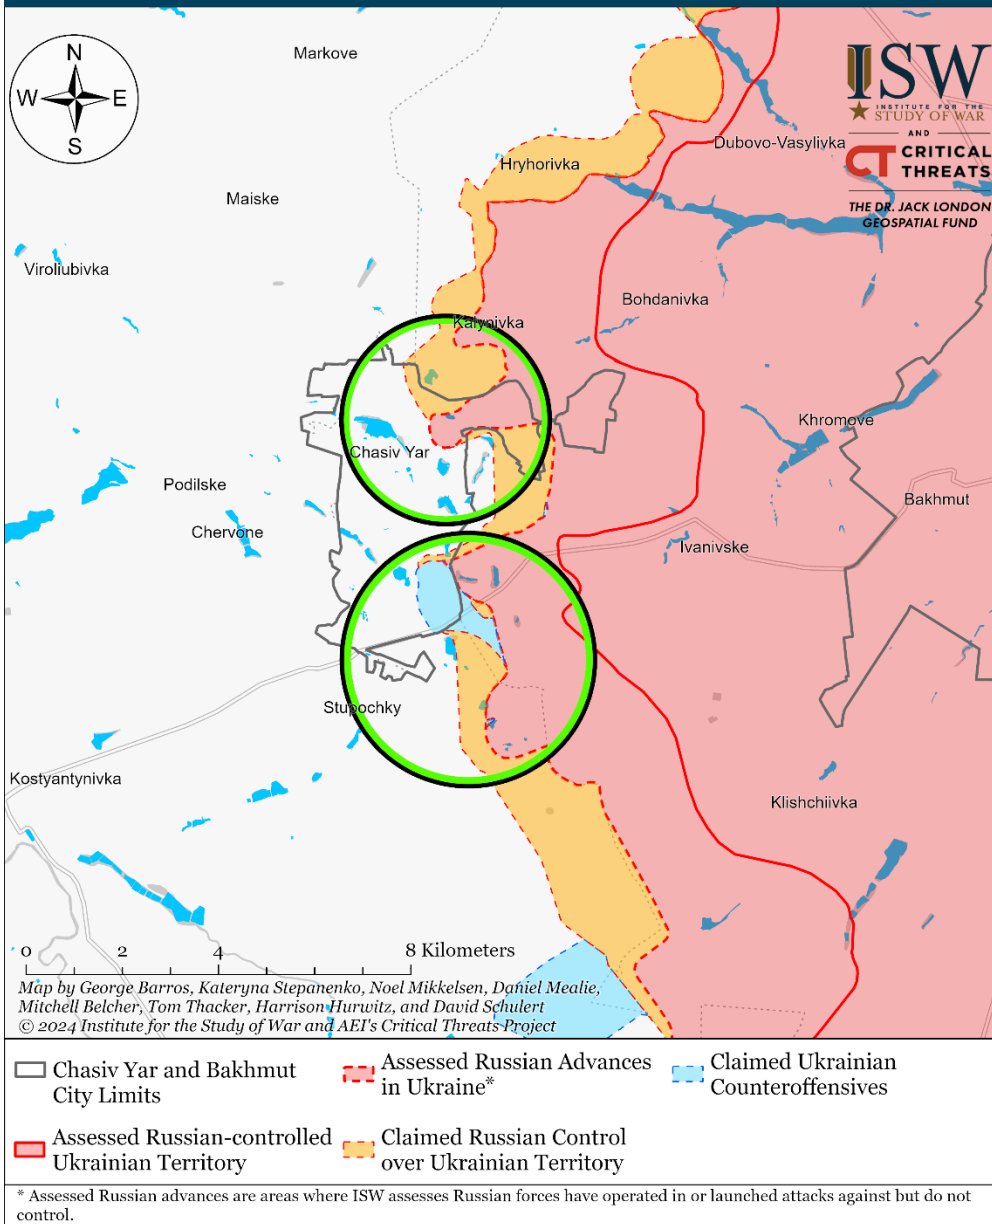 N
W
E
S
Markove
ISW
INSTITUTE FOR THE
STUDY OF WAR
AND
CT CRITICAL
THREATS
THE DR. JACK LONDON
GEOSPATIAL FUND
Dubovo-Vasylivka
Hryhorivka
Maiske
Viroliubivka
Bohdanivka
Kalynivka
Khromove
Chasiv Yar
Podilske
Bakhmut
Chervone
Ivanivske
Stupochky
Kostyantynivka
Klishchiivka
0 2 4 8 Kilometers
Map by George Barros, Kateryna Stepanenko, Noel Mikkelsen, Daniel Mealie,
Mitchell Belcher, Tom Thacker, Harrison Hurwitz, and David Schulert
© 2024 Institute for the Study of War and AEI's Critical Threats Project
Chasiv Yar and Bakhmut
City Limits
Assessed Russian Advances
in Ukraine*
Claimed Ukrainian
Counteroffensives
Assessed Russian-controlled
Ukrainian Territory
Claimed Russian Control
over Ukrainian Territory
* Assessed Russian advances are areas where ISW assesses Russian forces have operated in or launched attacks against but do not
control.